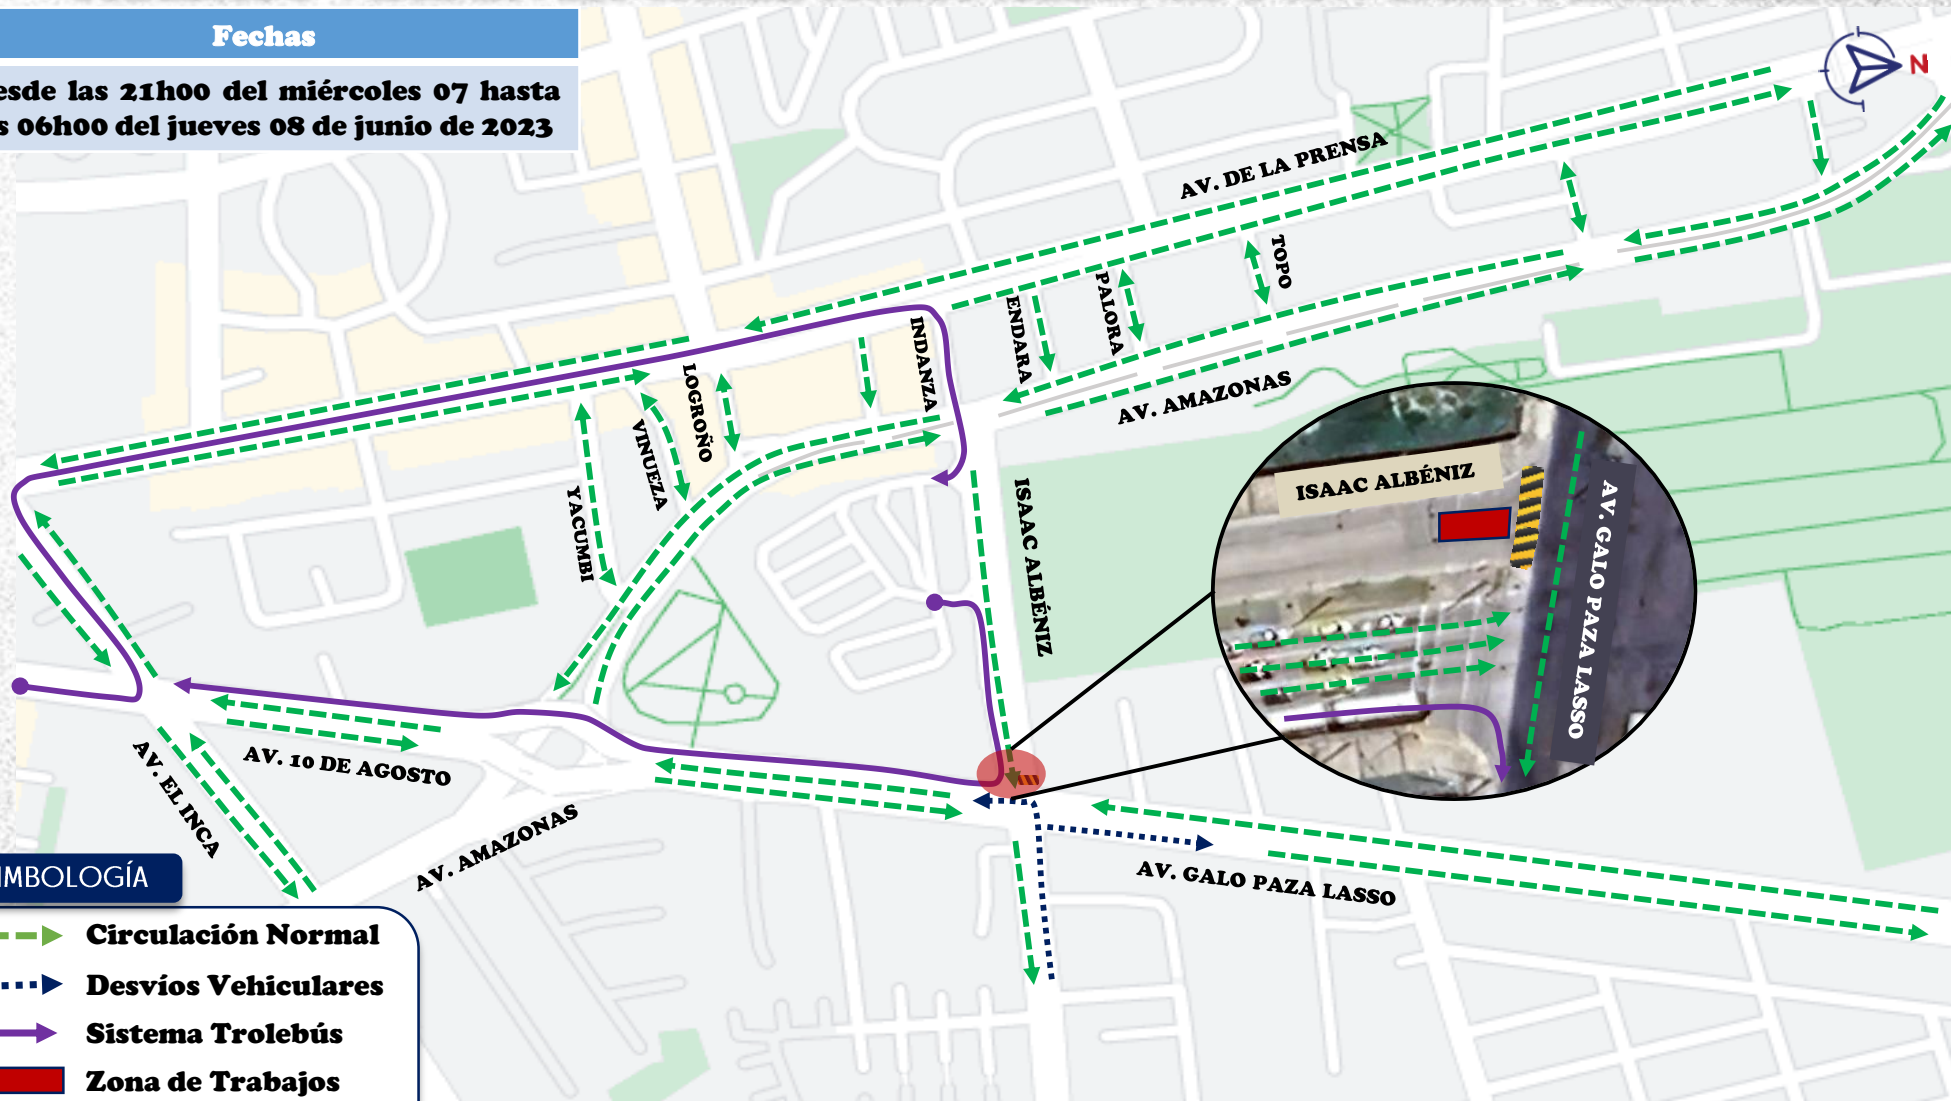 Fechas
esde las 21h00 del miércoles 07 hasta
s 06h00 del jueves 08 de junio de 2023
N
AV. DE LA PRENSA
TOPO
PALORA
ENDARA
INDANZA
LOGROÑO
VINUEZA
YACUMBI
AV. AMAZONAS
ISAAC ALBÉNIZ
ISAAC ALBÉNIZ
AV. GALO PAZA LASSO
AV. 10 DE AGOSTO
AV. EL INCA
AV. AMAZONAS
AV. GALO PAZA LASSO
IMBOLOGÍA
Circulación Normal
Desvíos Vehiculares
Sistema Trolebús
Zona de Trabajos